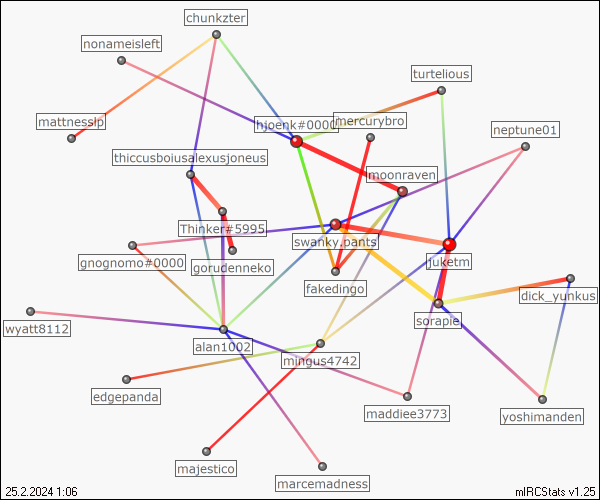 chunkzter
nonameisleft
turtelious
mattnessip
hjoenk#0000
mercurybro
neptune01
thiccusboiusalexusjoneus
moonraven
Thinker#5995
swanky.pants
gnognomo#0000
gorudenneko
juketm
fakedingo
dick_yunkus
sorapie
wyatt8112
alan1002
mingus4742
edgepanda
maddiee3773
yoshimanden
majestico
marcemadness
25.2.2024 1:06
mIRCStats v1.25